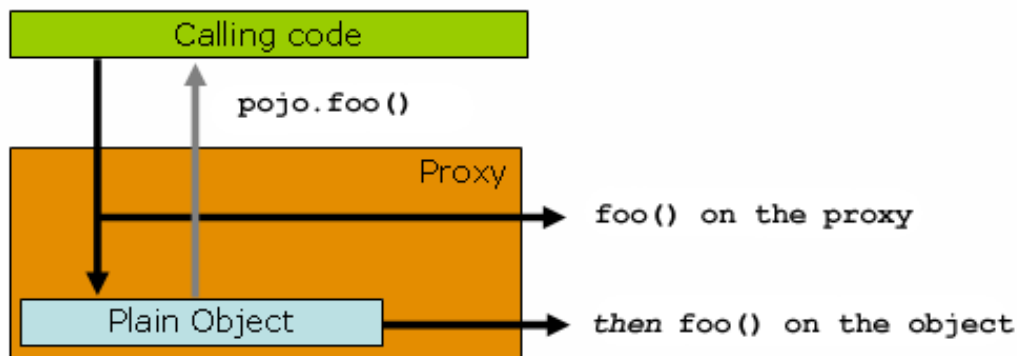 Calling code
pojo.foo()
Proxy
foo() on the proxy
Plain Object
then foo() on the object